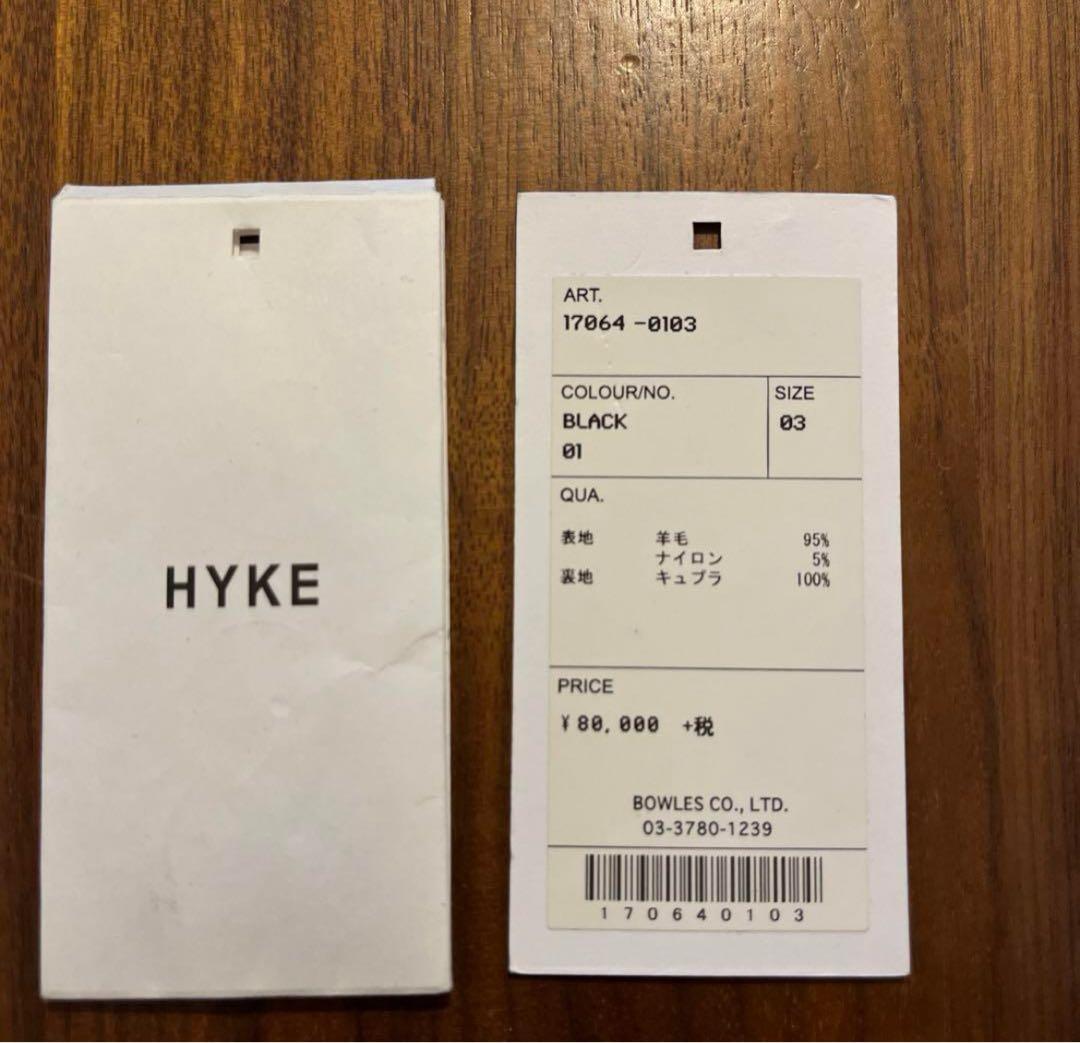 HYKE
ART.
17064 -0103
COLOUR/NO.
BLACK
01
SIZE
03
QUA.
表地 羊毛 95%
ナイロン 5%
裏地 キュプラ 100%
PRICE
¥80,000 +税
BOWLES CO., LTD.
03-3780-1239
170640103